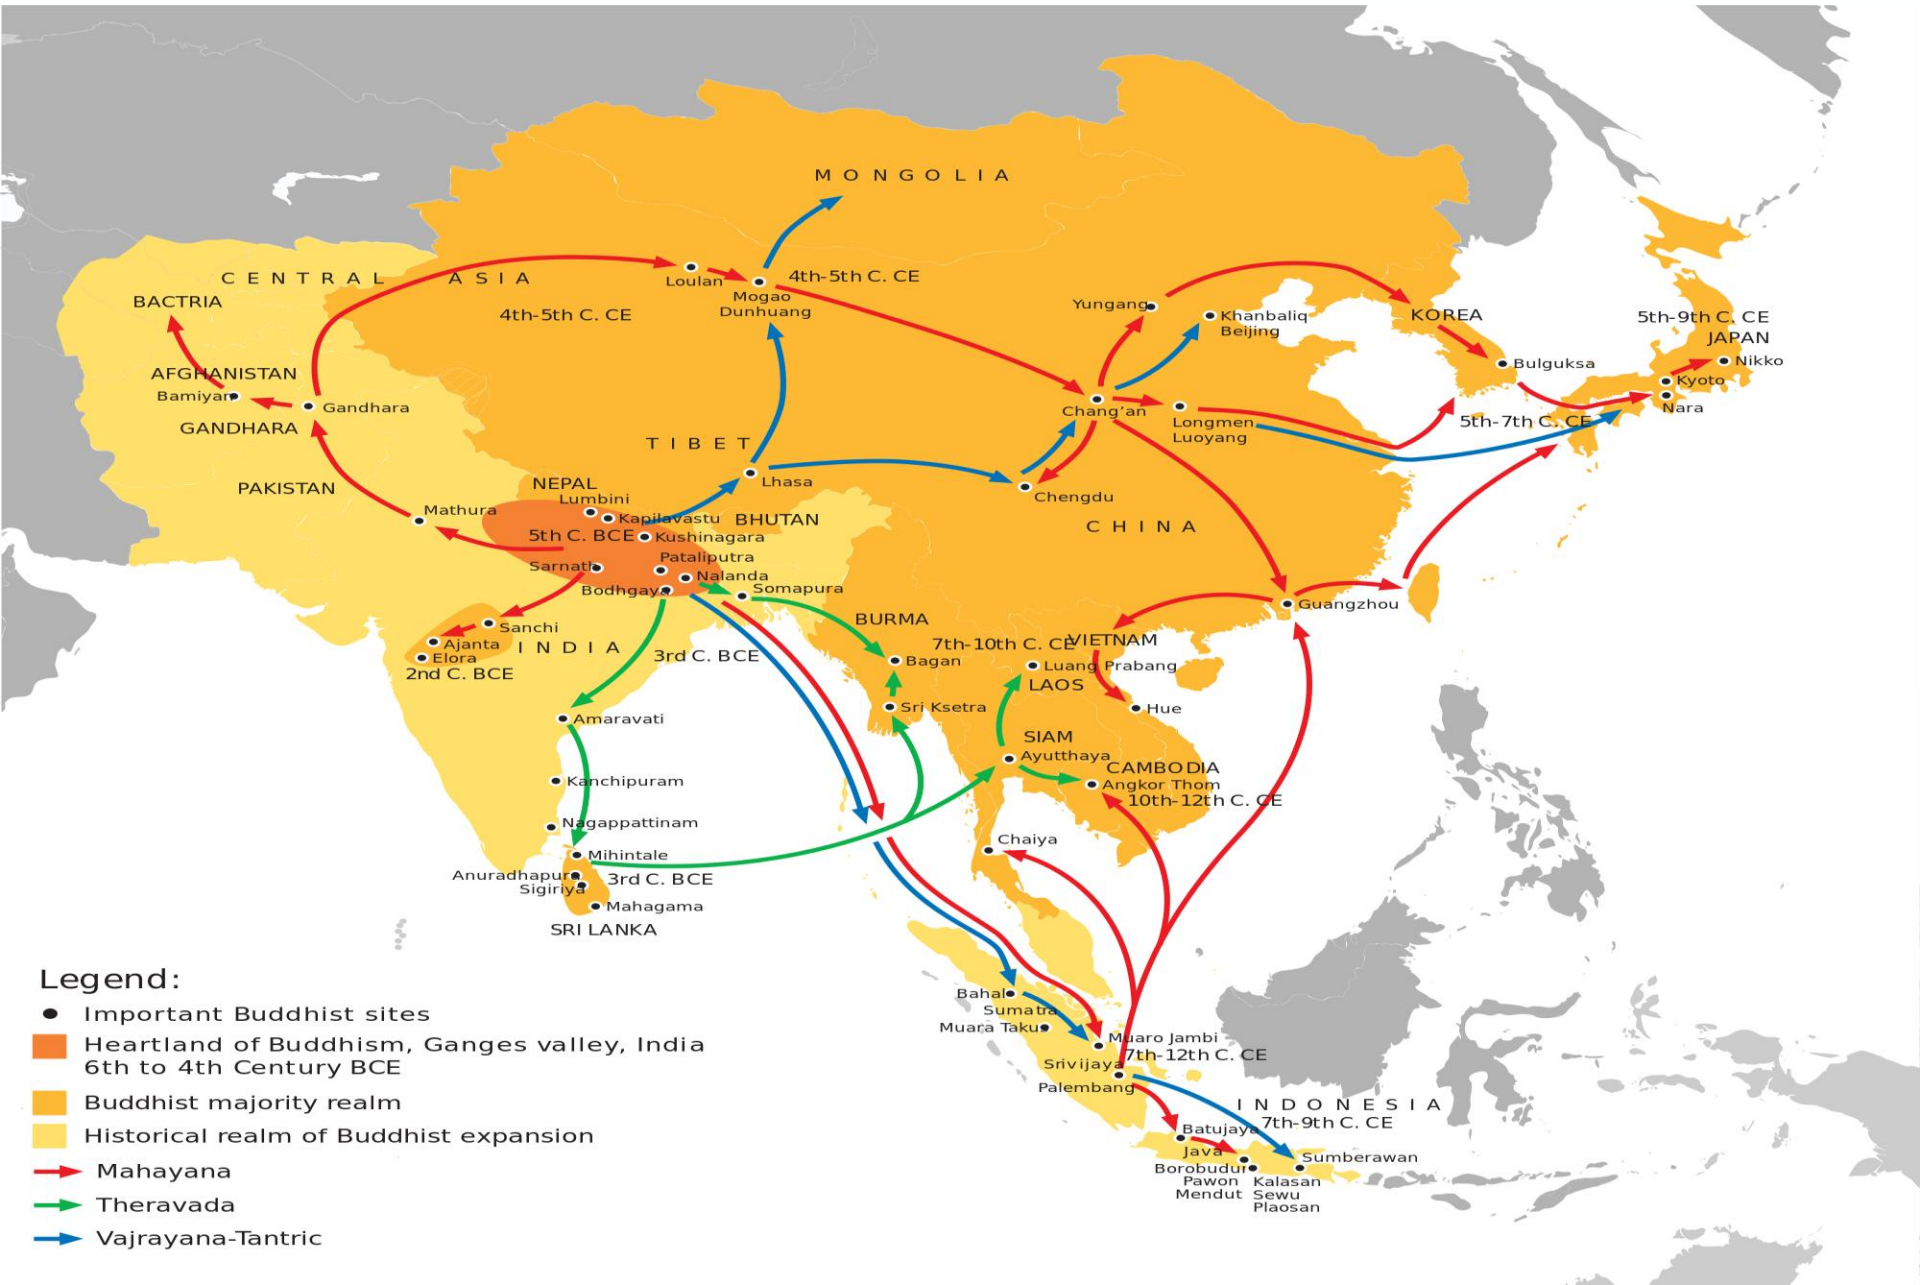 MONGOLIA
CENTRAL ASIA
BACTRIA
Loulan
4th-5th C. CE
Mogao
Dunhuang
4th-5th C. CE
Yungang
Khanbaliq
Beijing
KOREA
5th-9th C. CE
JAPAN
Nikko
Bulguksa
Kyoto
Nara
5th-7th C. CE
AFGHANISTAN
Bamiyan
Gandhara
GANDHARA
Chang'an
Longmen
Luoyang
TIBET
Lhasa
Chengdu
CHINA
PAKISTAN
Mathura
NEPAL
Lumbini
Kapilavastu
BHUTAN
5th C. BCE
Kushinagara
Pataliputra
Sarnath
Nalanda
Bodhgaya
Somapura
Guangzhou
Sanchi
Ajanta
Elora
INDIA
2nd C. BCE
3rd C. BCE
BURMA
Bagan
7th-10th C. CE
VIETNAM
Luang Prabang
LAOS
Sri Ksetra
Hue
Amaravati
SIAM
Ayutthaya
CAMBODIA
Angkor Thom
10th-12th C. CE
Kanchipuram
Nagappattinam
Chaiya
Mihintale
Anuradhapura
Sigiriya
3rd C. BCE
Mahagama
SRI LANKA
Bahal
Sumatra
Muara Takus
Muaro Jambi
7th-12th C. CE
Srivijaya
Palembang
INDONESIA
7th-9th C. CE
Batujaya
Java
Borobudur
Pawon
Mendut
Kalasan
Sewu
Plaosan
Sumberawan
Legend:
Important Buddhist sites
Heartland of Buddhism, Ganges valley, India
6th to 4th Century BCE
Buddhist majority realm
Historical realm of Buddhist expansion
Mahayana
Theravada
Vajrayana-Tantric